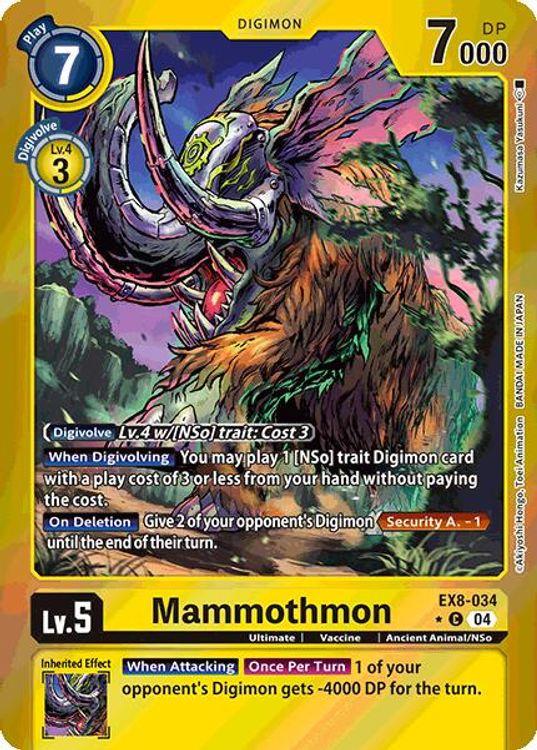 Play
DIGIMON
DP
7
7000
Digivolve
Lv.4
3
Kazumasa Yasukuni
BANDAI MADE IN JAPAN
©Akiyoshi Hongo, Toei Animation
Digivolve Lv.4 w/[NSo] trait: Cost 3
When Digivolving You may play 1 [NSo] trait Digimon card
with a play cost of 3 or less from your hand without paying
the cost.
On Deletion Give 2 of your opponent's Digimon Security A. -1
until the end of their turn.
Lv.5
Mammothmon
EX8-034
C 04
Ultimate | Vaccine | Ancient Animal/NSo
Inherited Effect
When Attacking Once Per Turn 1 of your
opponent's Digimon gets -4000 DP for the turn.